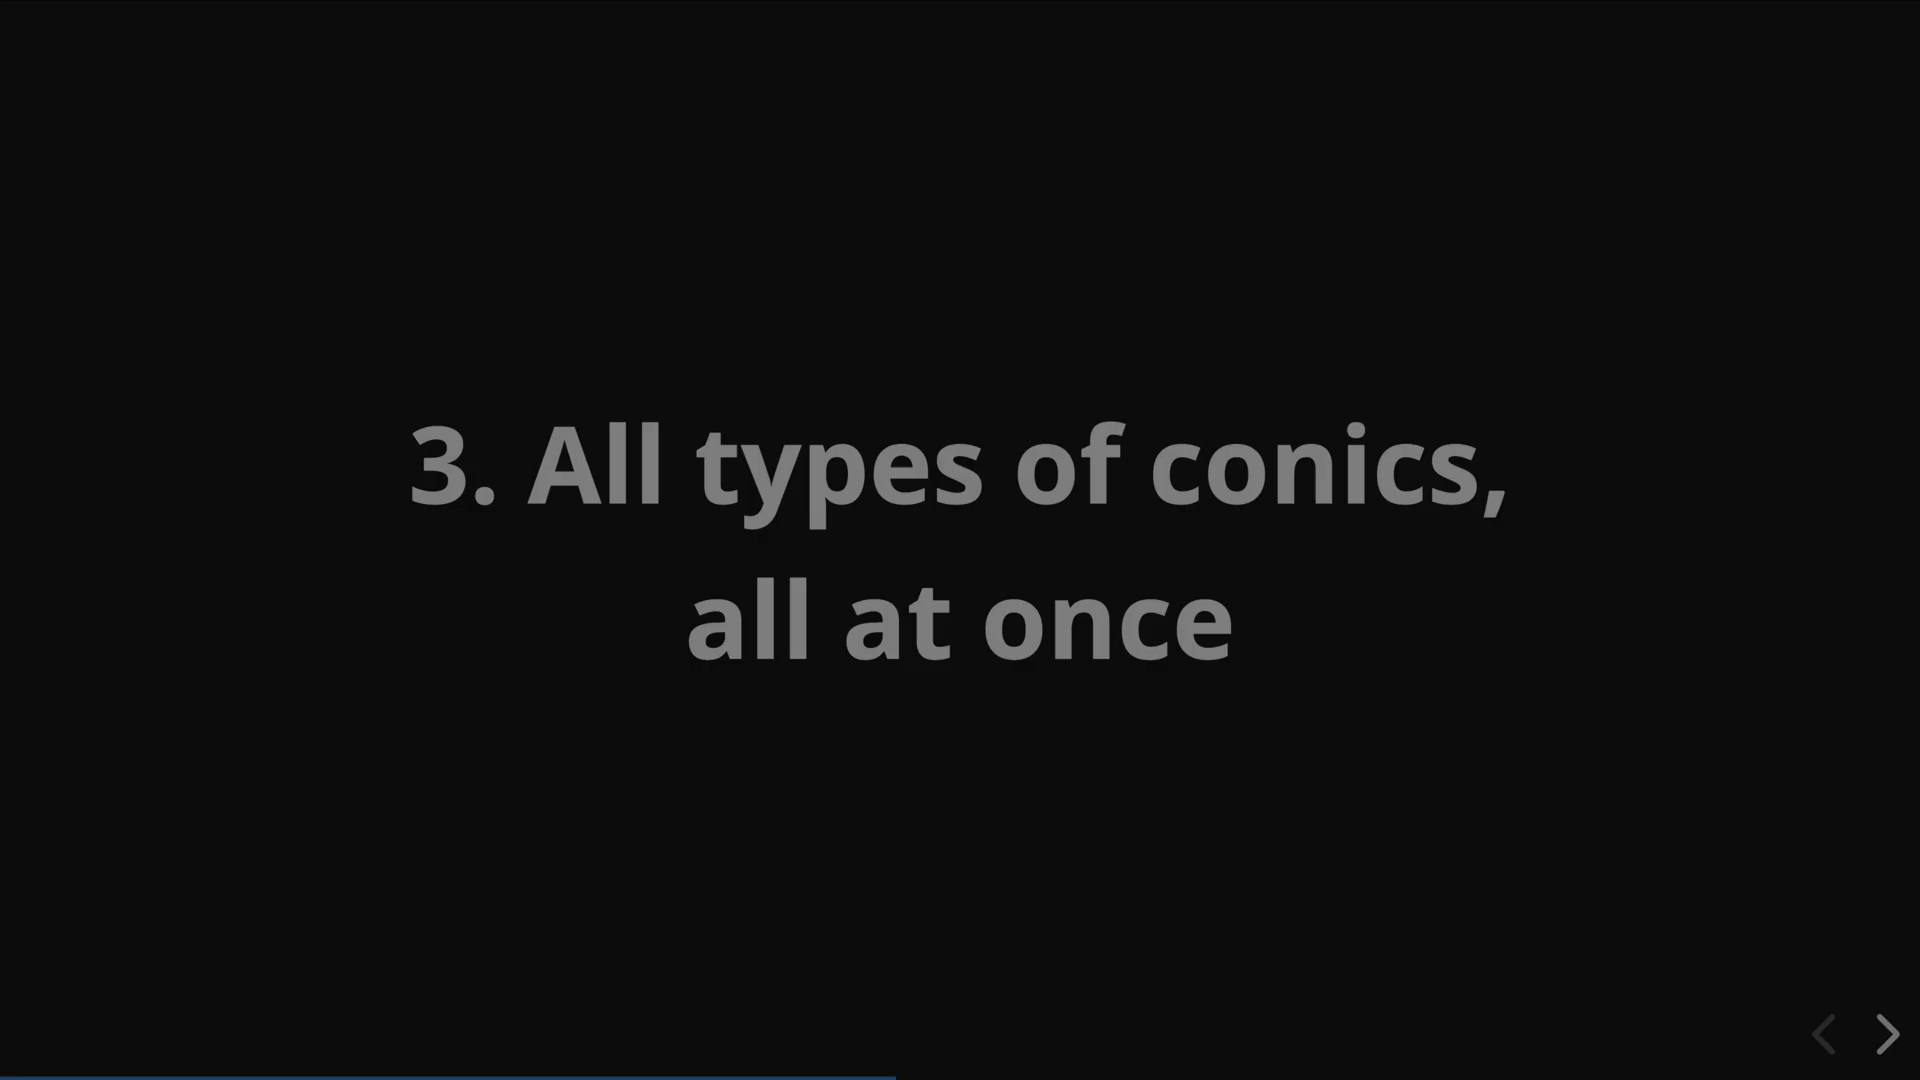 3. All types of conics,
all at once